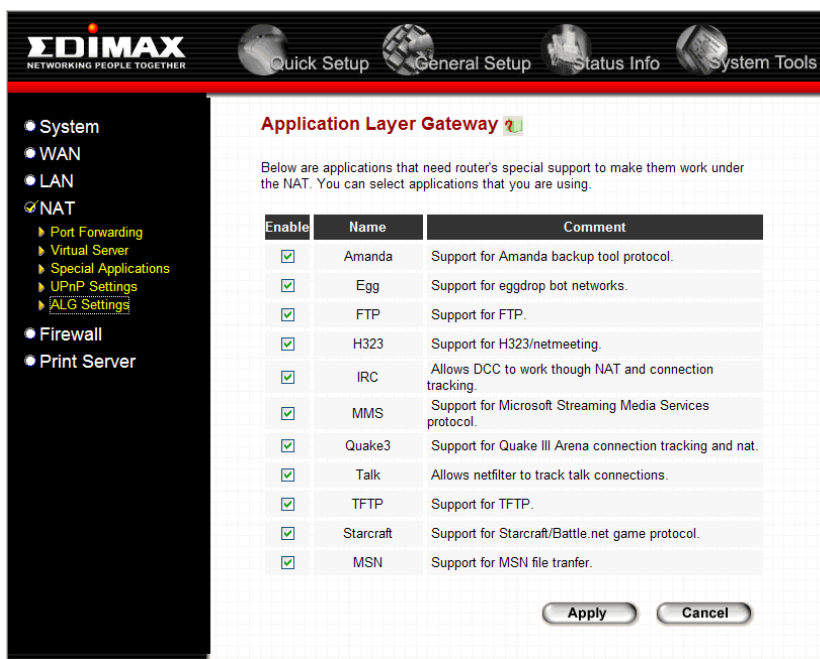 EDIMAX
NETWORKING PEOPLE TOGETHER
Quick Setup
General Setup
Status Info
System Tools
System
WAN
LAN
NAT
Port Forwarding
Virtual Server
Special Applications
UPnP Settings
ALG Settings
Firewall
Print Server
Application Layer Gateway
Below are applications that need router's special support to make them work under
the NAT. You can select applications that you are using.
Enable Name Comment
Amanda Support for Amanda backup tool protocol.
Egg Support for eggdrop bot networks.
FTP Support for FTP.
H323 Support for H323/netmeeting.
IRC Allows DCC to work though NAT and connection
tracking.
MMS Support for Microsoft Streaming Media Services
protocol.
Quake3 Support for Quake III Arena connection tracking and nat.
Talk Allows netfilter to track talk connections.
TFTP Support for TFTP.
Starcraft Support for Starcraft/Battle.net game protocol.
MSN Support for MSN file tranfer.
Apply Cancel